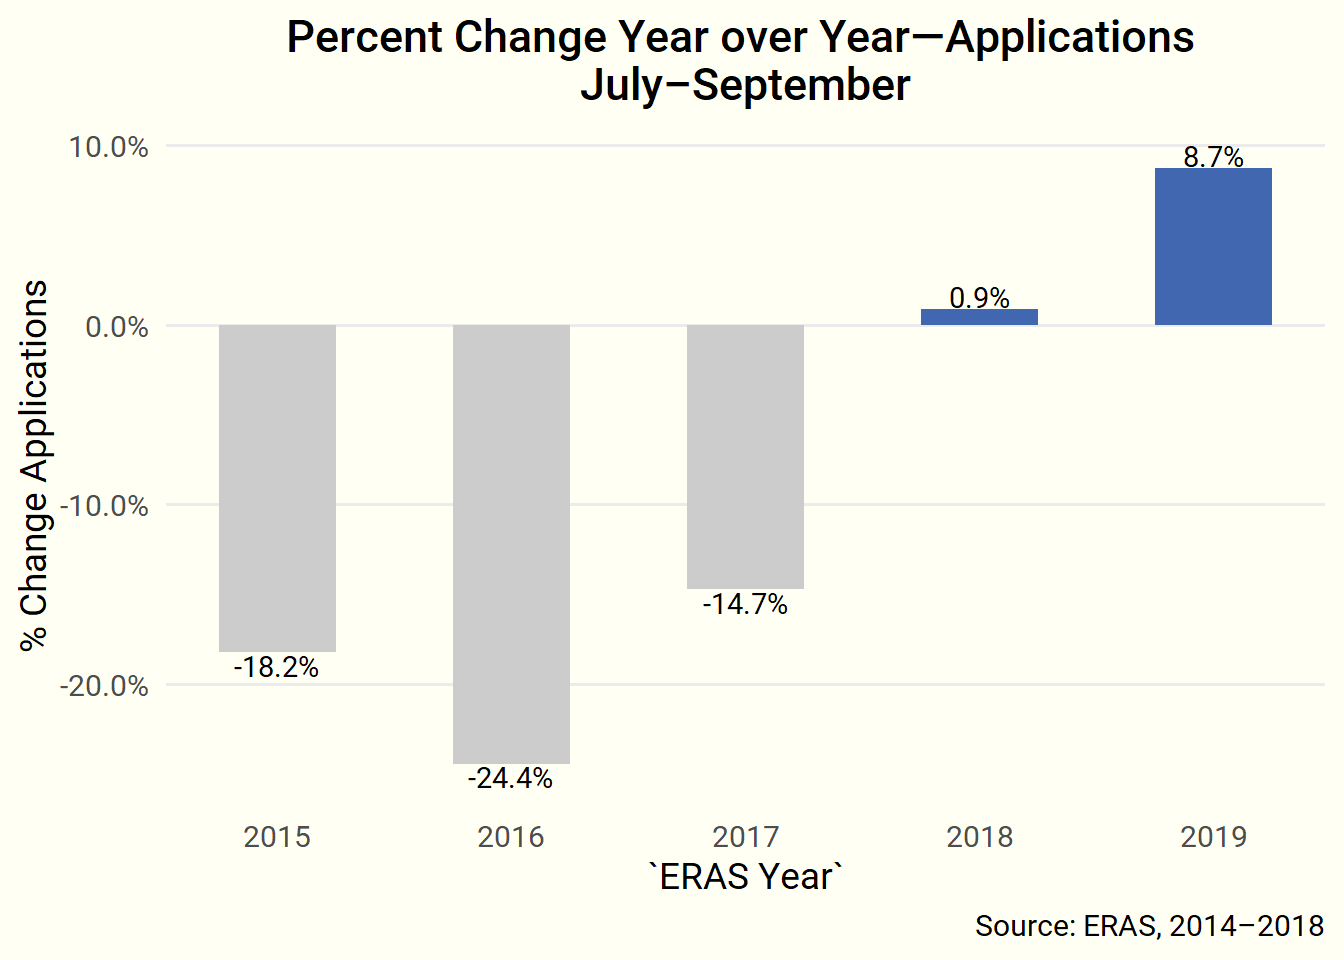 Percent Change Year over Year—Applications
July–September
10.0%
8.7%
0.9%
0.0%
% Change Applications
-10.0%
-14.7%
-18.2%
-20.0%
-24.4%
2015 2016 2017 2018 2019
`ERAS Year`
Source: ERAS, 2014–2018